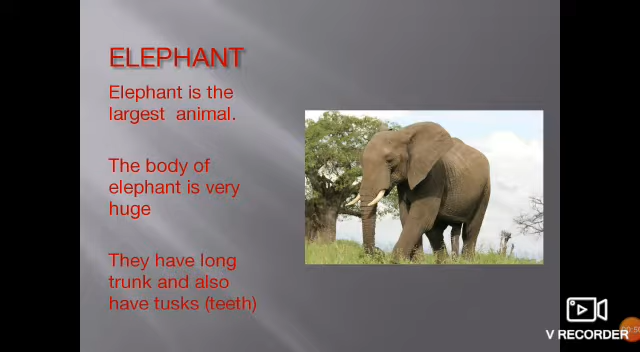 ELEPHANT
Elephant is the
largest animal.
The body of
elephant is very
huge
They have long
trunk and also
have tusks (teeth)
V RECORDER